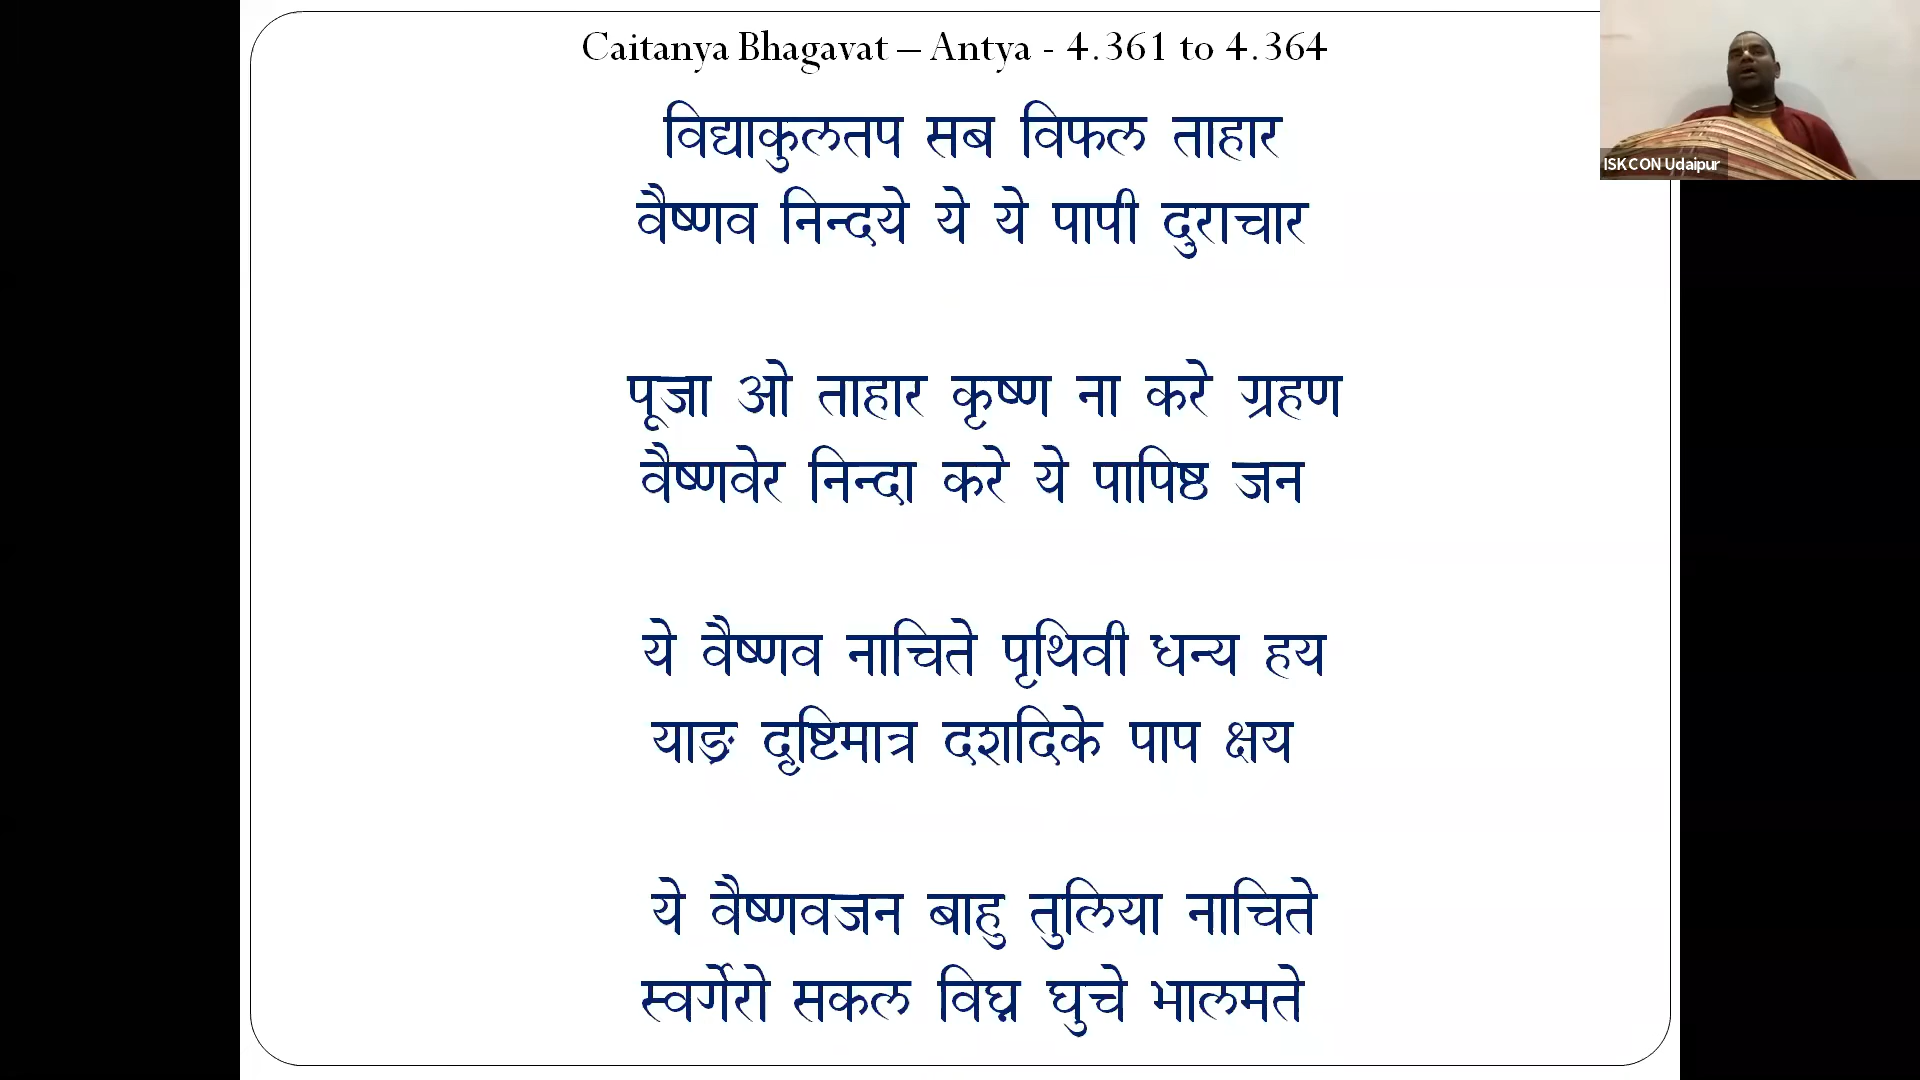 Caitanya Bhagavat – Antya - 4.361 to 4.364
विद्याकुलतप सब विफल ताहार
वैष्णव निन्दये ये ये पापी दुराचार
पूजा ओ ताहार कृष्ण ना करे ग्रहण
वैष्णवेर निन्दा करे ये पापिष्ठ जन
ये वैष्णव नाचिते पृथिवी धन्य हय
याङ्र दृष्टिमात्र दशदिके पाप क्षय
ये वैष्णवजन बाहु तुलिया नाचिते
स्वर्गेरो सकल विघ्न घुचे भालमते
ISKCON Udaipur